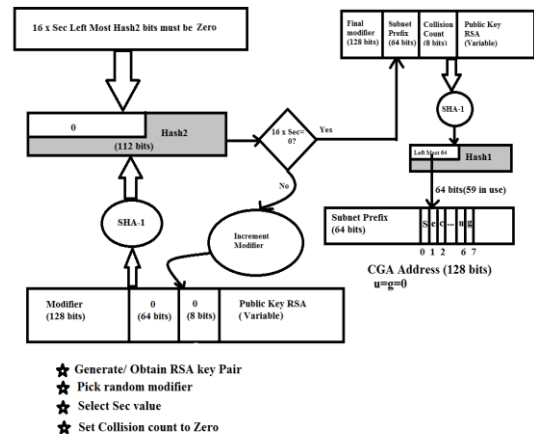 16 x Sec Left Most Hash2 bits must be Zero
0
Hash2
(112 bits)
16 x Sec=
0?
Yes
No
SHA-1
Increment
Modifier
Modifier
(128 bits)
0
(64 bits)
0
(8 bits)
Public Key RSA
( Variable)
Final
modifier
(128 bits)
Subnet
Prefix
(64 bits)
Collision
Count
(8 bits)
Public Key
RSA
(Variable)
SHA-1
Left Most 64
Hash1
64 bits(59 in use)
Subnet Prefix
(64 bits)
S e c ... u g
0 1 2 6 7
CGA Address (128 bits)
u=g=0
Generate/ Obtain RSA key Pair
Pick random modifier
Select Sec value
Set Collision count to Zero